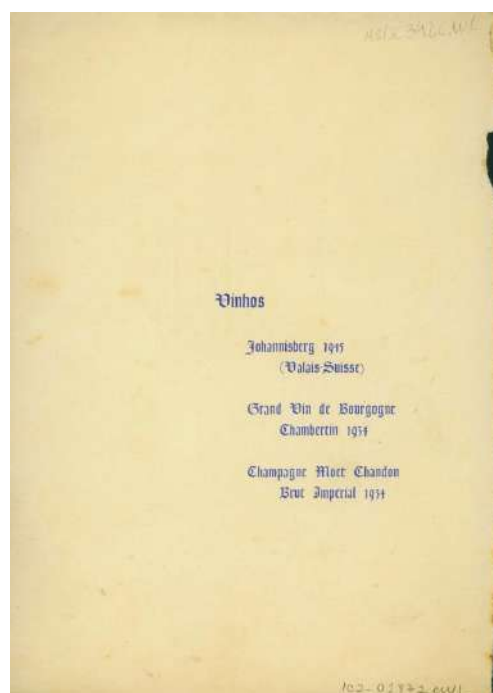 Vinhos
Johannisberg 1945
(Valais-Suisse)
Grand Vin de Bourgogne
Chambertin 1934
Champagne Moet Chandon
Brut Imperial 1934